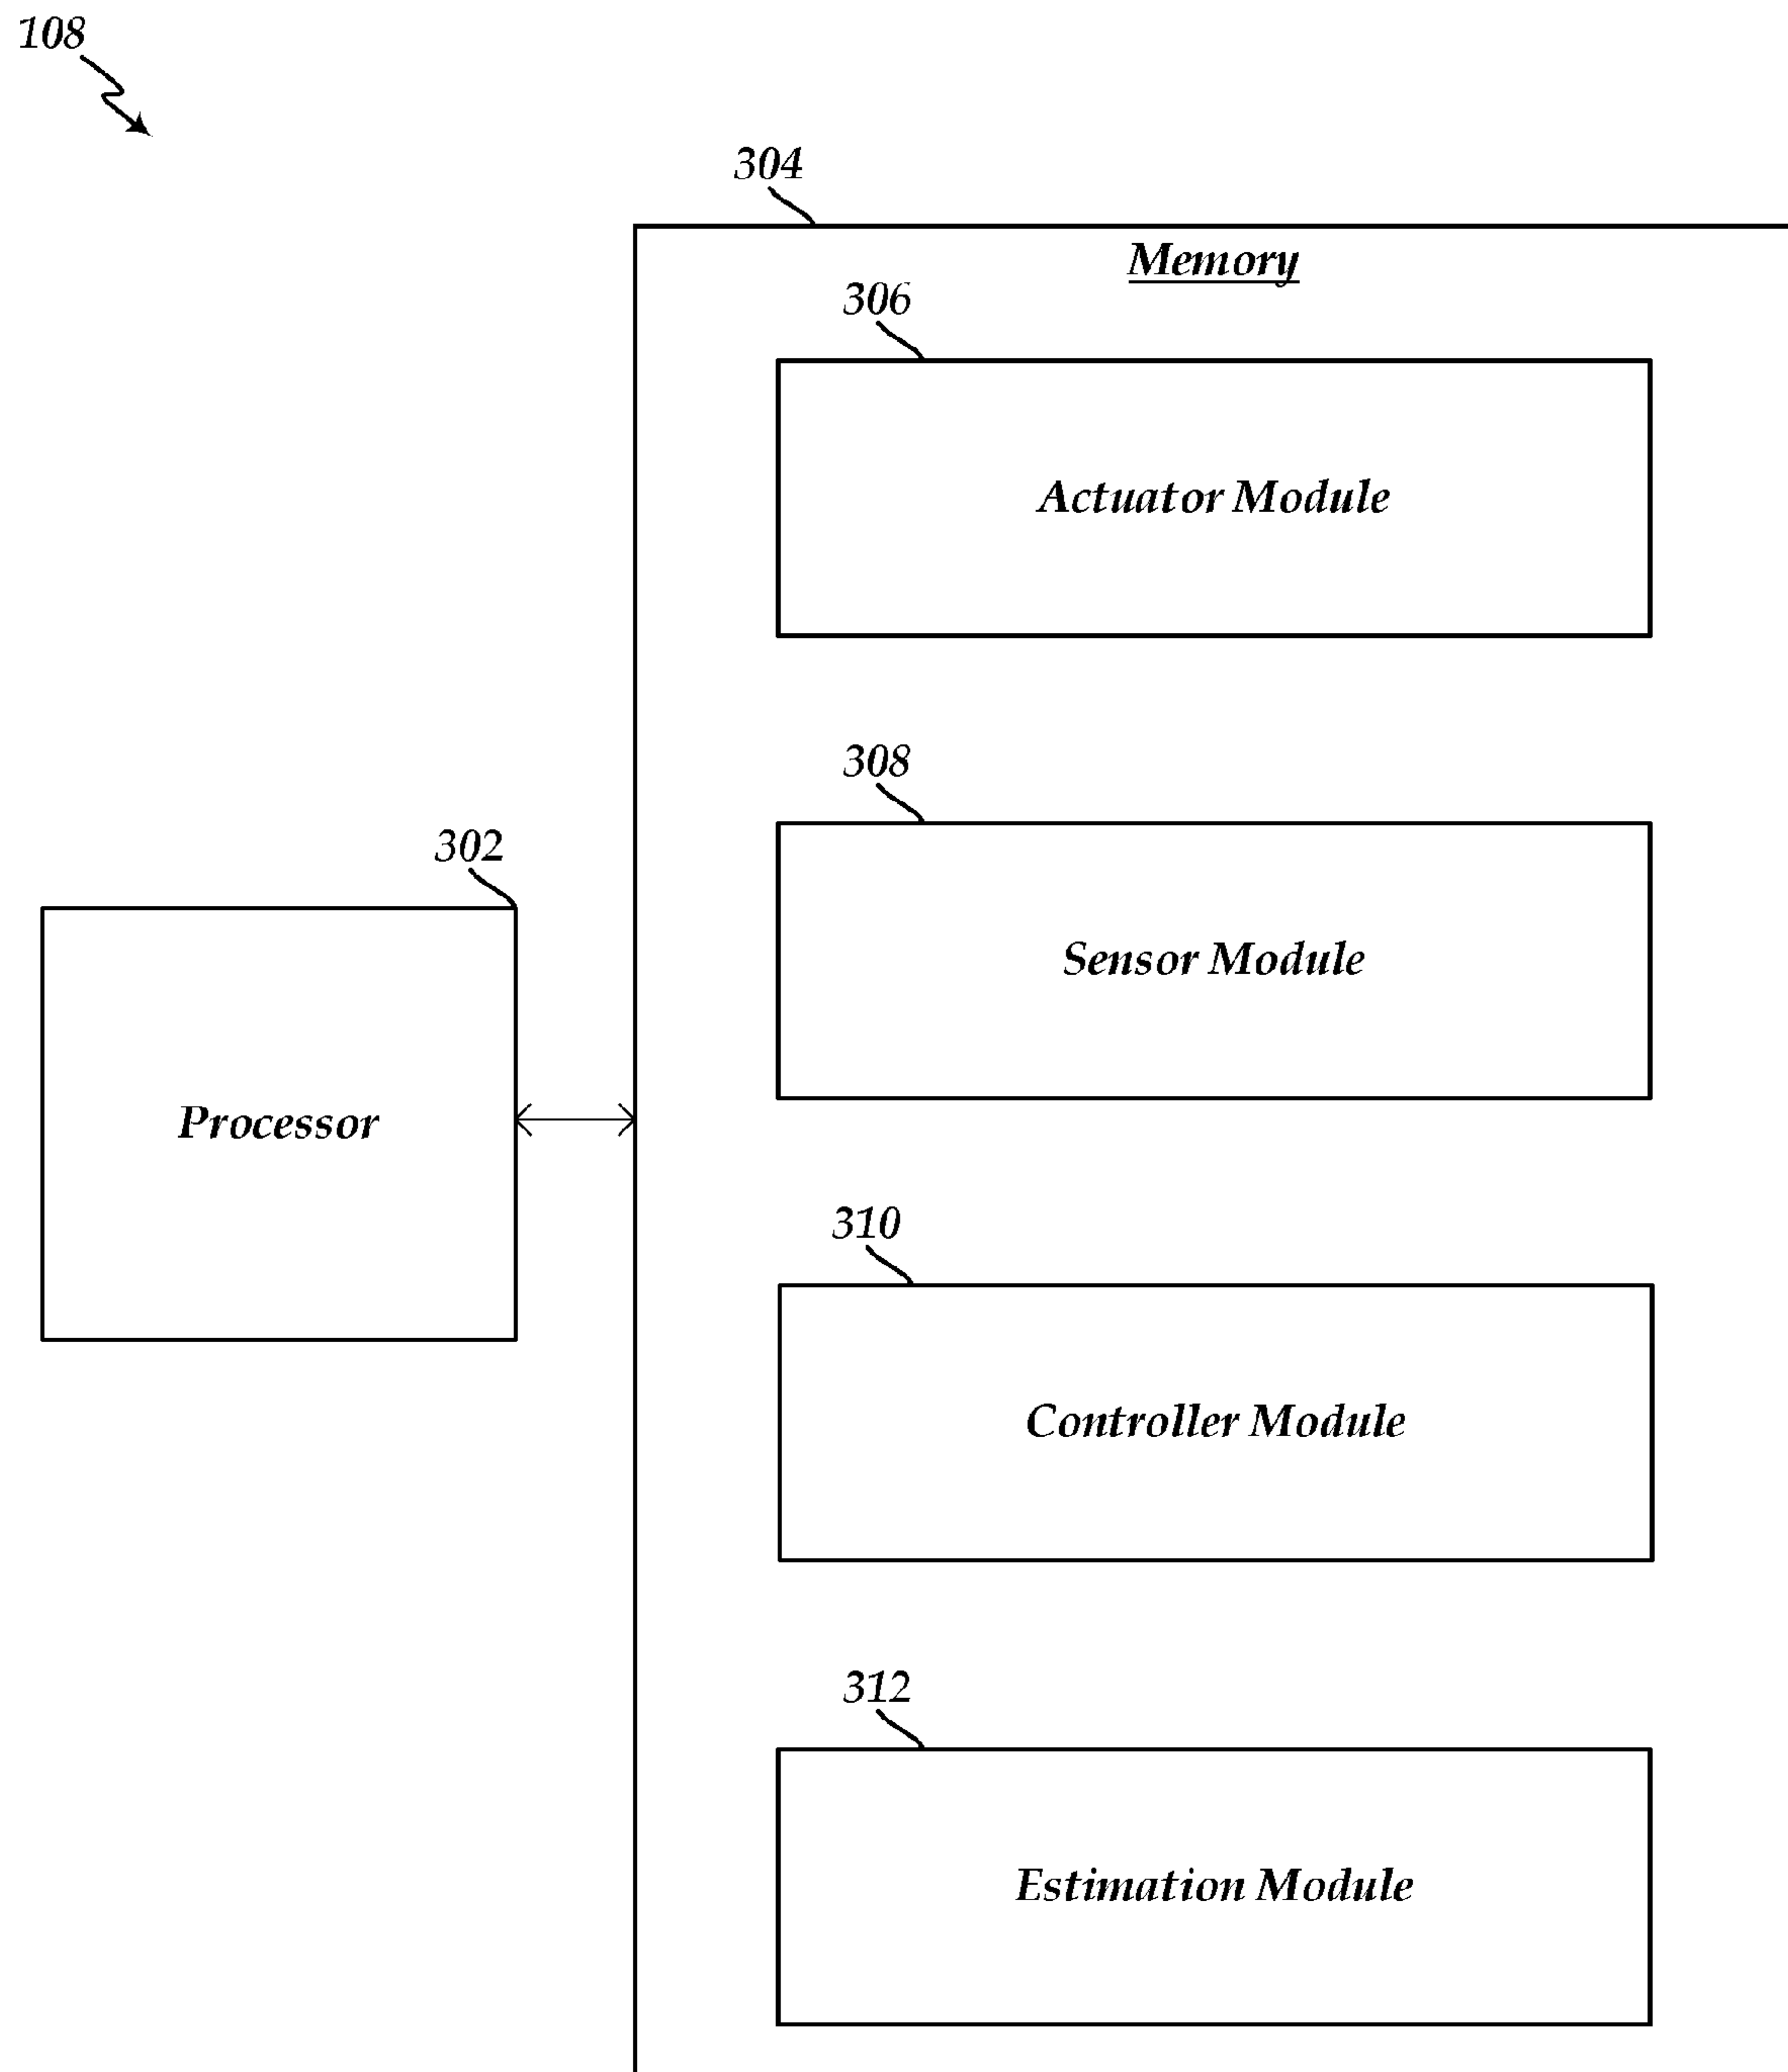 108
304
Memory
306
Actuator Module
308
Sensor Module
302
Processor
310
Controller Module
312
Estimation Module